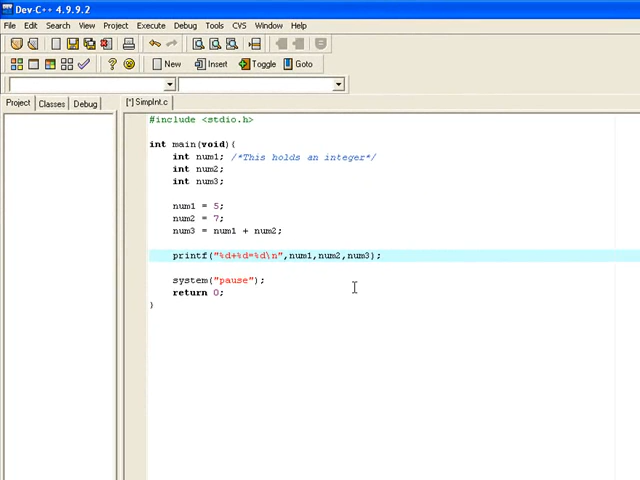 Dev-C++ 4.9.9.2
File Edit Search View Project Execute Debug Tools CVS Window Help
New Insert Toggle Goto
Project Classes Debug [*] SimpInt.c
#include <stdio.h>
int main(void){
int num1; /*This holds an integer*/
int num2;
int num3;
num1 = 5;
num2 = 7;
num3 = num1 + num2;
printf("%d+%d=%d\n",num1,num2,num3);
system("pause");
return 0;
}